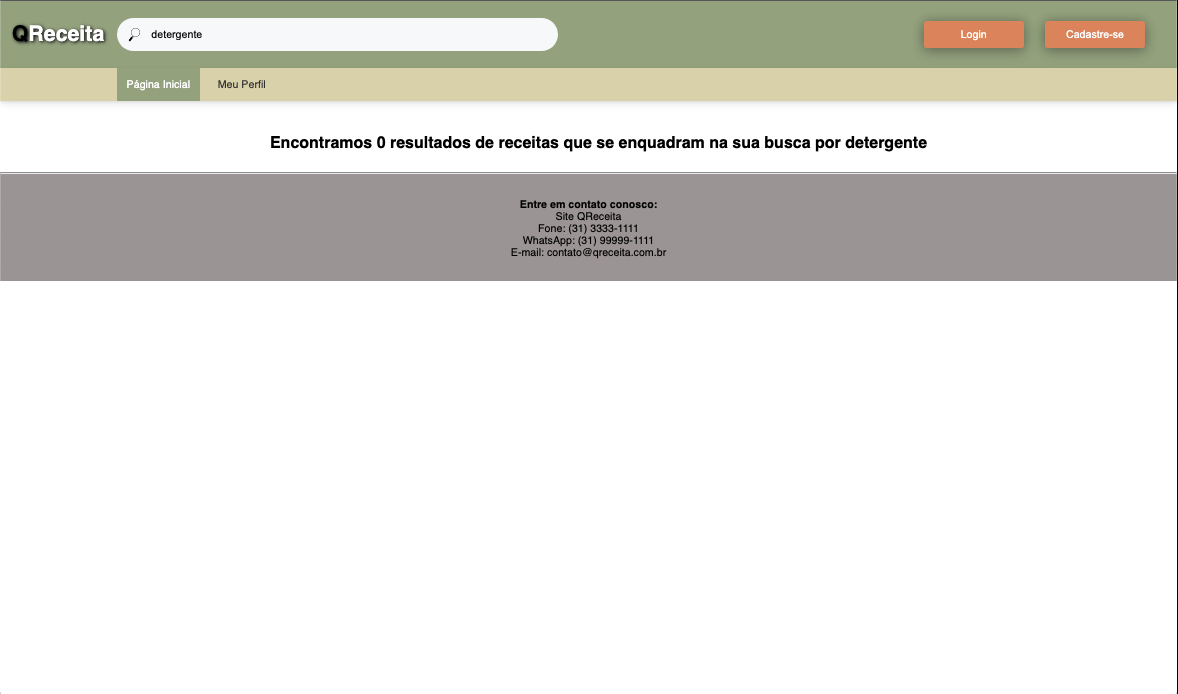 QReceita
detergente
Login
Cadastre-se
Página Inicial
Meu Perfil
Encontramos 0 resultados de receitas que se enquadram na sua busca por detergente
Entre em contato conosco:
Site QReceita
Fone: (31) 3333-1111
WhatsApp: (31) 99999-1111
E-mail: contato@qreceita.com.br